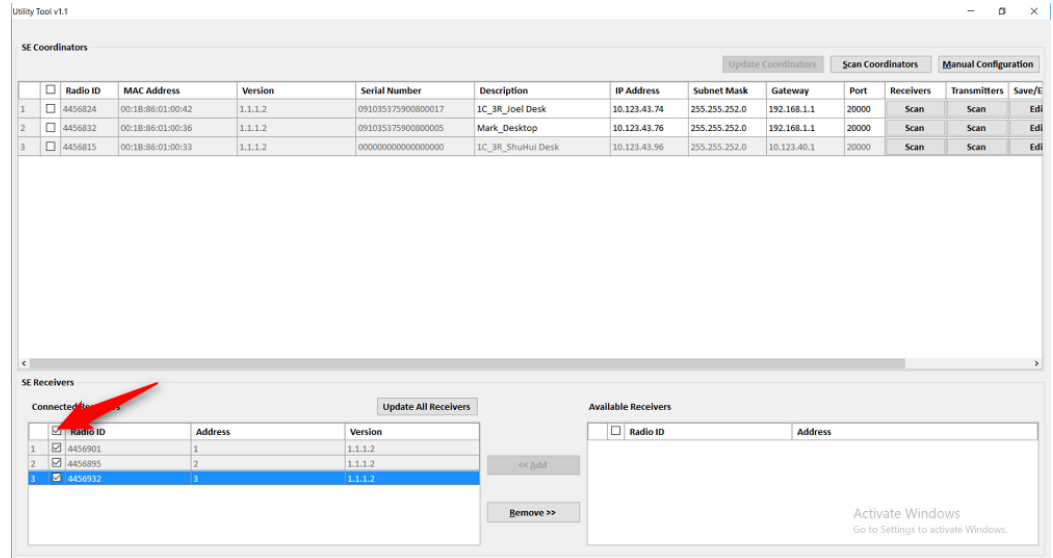 Utility Tool v1.1
SE Coordinators
Update Coordinators Scan Coordinators Manual Configuration
Radio ID MAC Address Version Serial Number Description IP Address Subnet Mask Gateway Port Receivers Transmitters Save/E
1 4456824 00:1B:86:01:00:42 1.1.1.2 091035375900800017 1C_3R_Joel Desk 10.123.43.74 255.255.252.0 192.168.1.1 20000 Scan Scan Edi
2 4456832 00:1B:86:01:00:36 1.1.1.2 091035375900800005 Mark_Desktop 10.123.43.76 255.255.252.0 192.168.1.1 20000 Scan Scan Edi
3 4456815 00:1B:86:01:00:33 1.1.1.2 000000000000000000 1C_3R_ShuHui Desk 10.123.43.96 255.255.252.0 10.123.40.1 20000 Scan Scan Edi
SE Receivers
Update All Receivers
Available Receivers
Radio ID Address Version
Radio ID Address
1 4456901 1 1.1.1.2
2 4456895 2 1.1.1.2
3 4456932 3 1.1.1.2
<< Add
Remove >>
Activate Windows
Go to Settings to activate Windows.